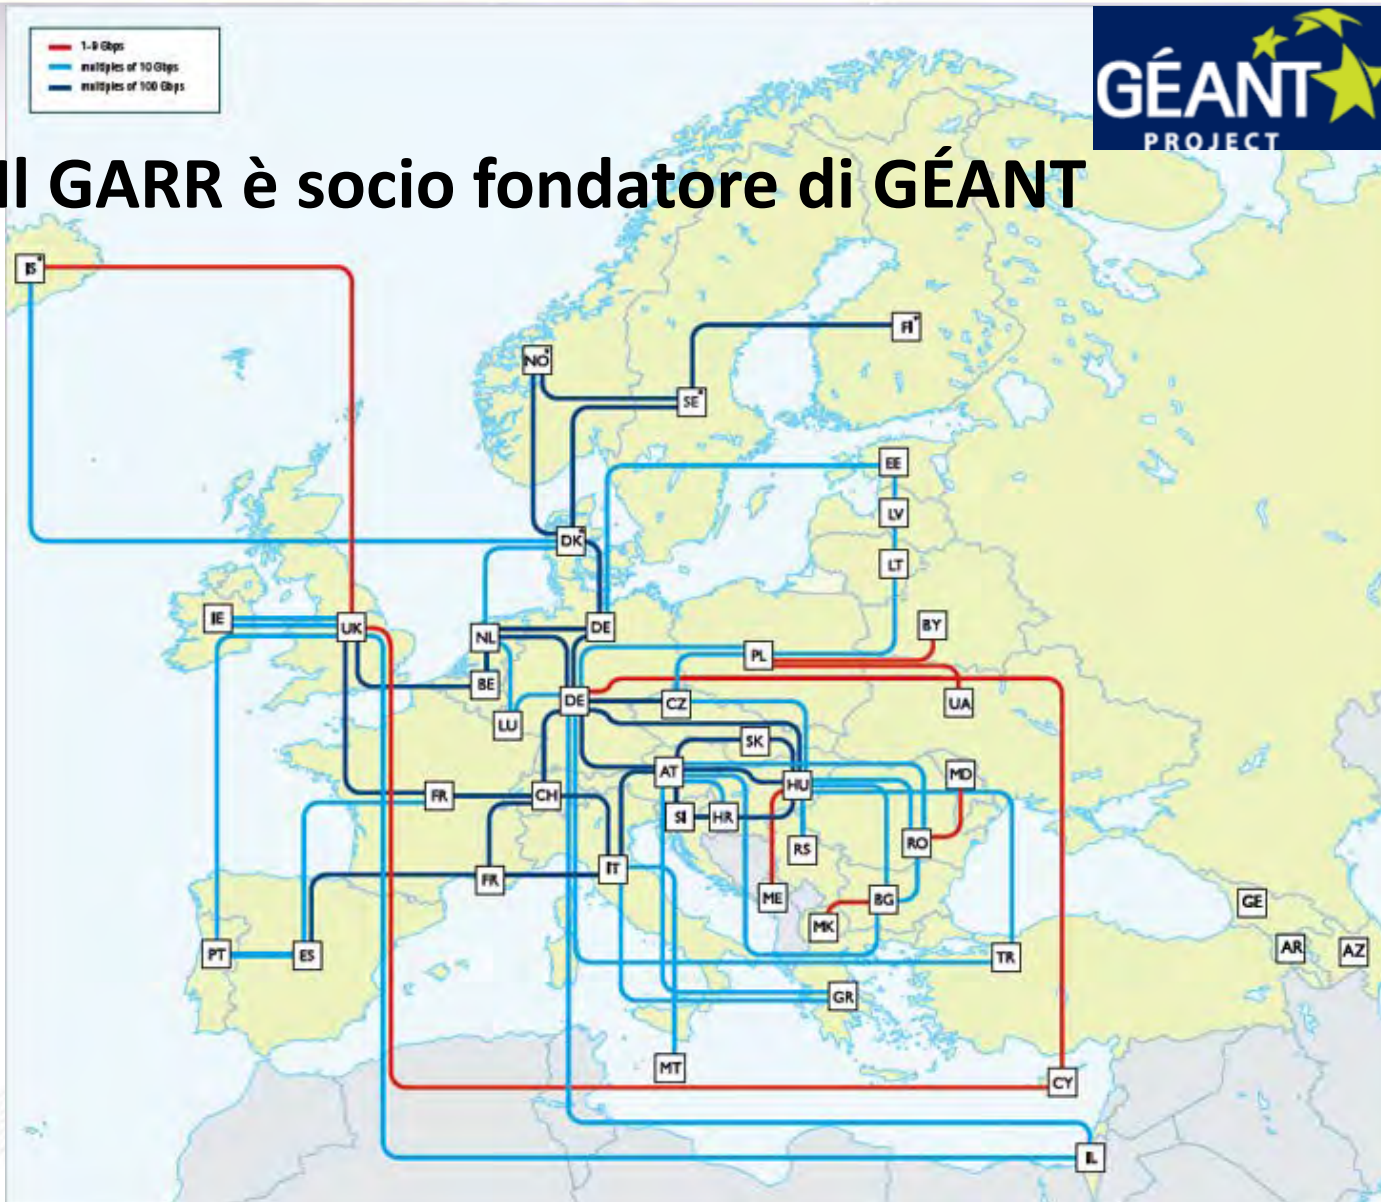 1-9 Gbps
multiples of 10 Gbps
multiples of 100 Gbps
GÉANT
PROJECT
Il GARR è socio fondatore di GÉANT
IS*
FI*
NO*
SE*
EE
LV
DK*
LT
IE
UK
NL
DE
BY
PL
BE
DE
CZ
UA
LU
SK
AT
MD
FR
CH
HU
SI
HR
RO
RS
IT
FR
ME
BG
GE
MK
PT
ES
TR
AR
AZ
GR
MT
CY
IL